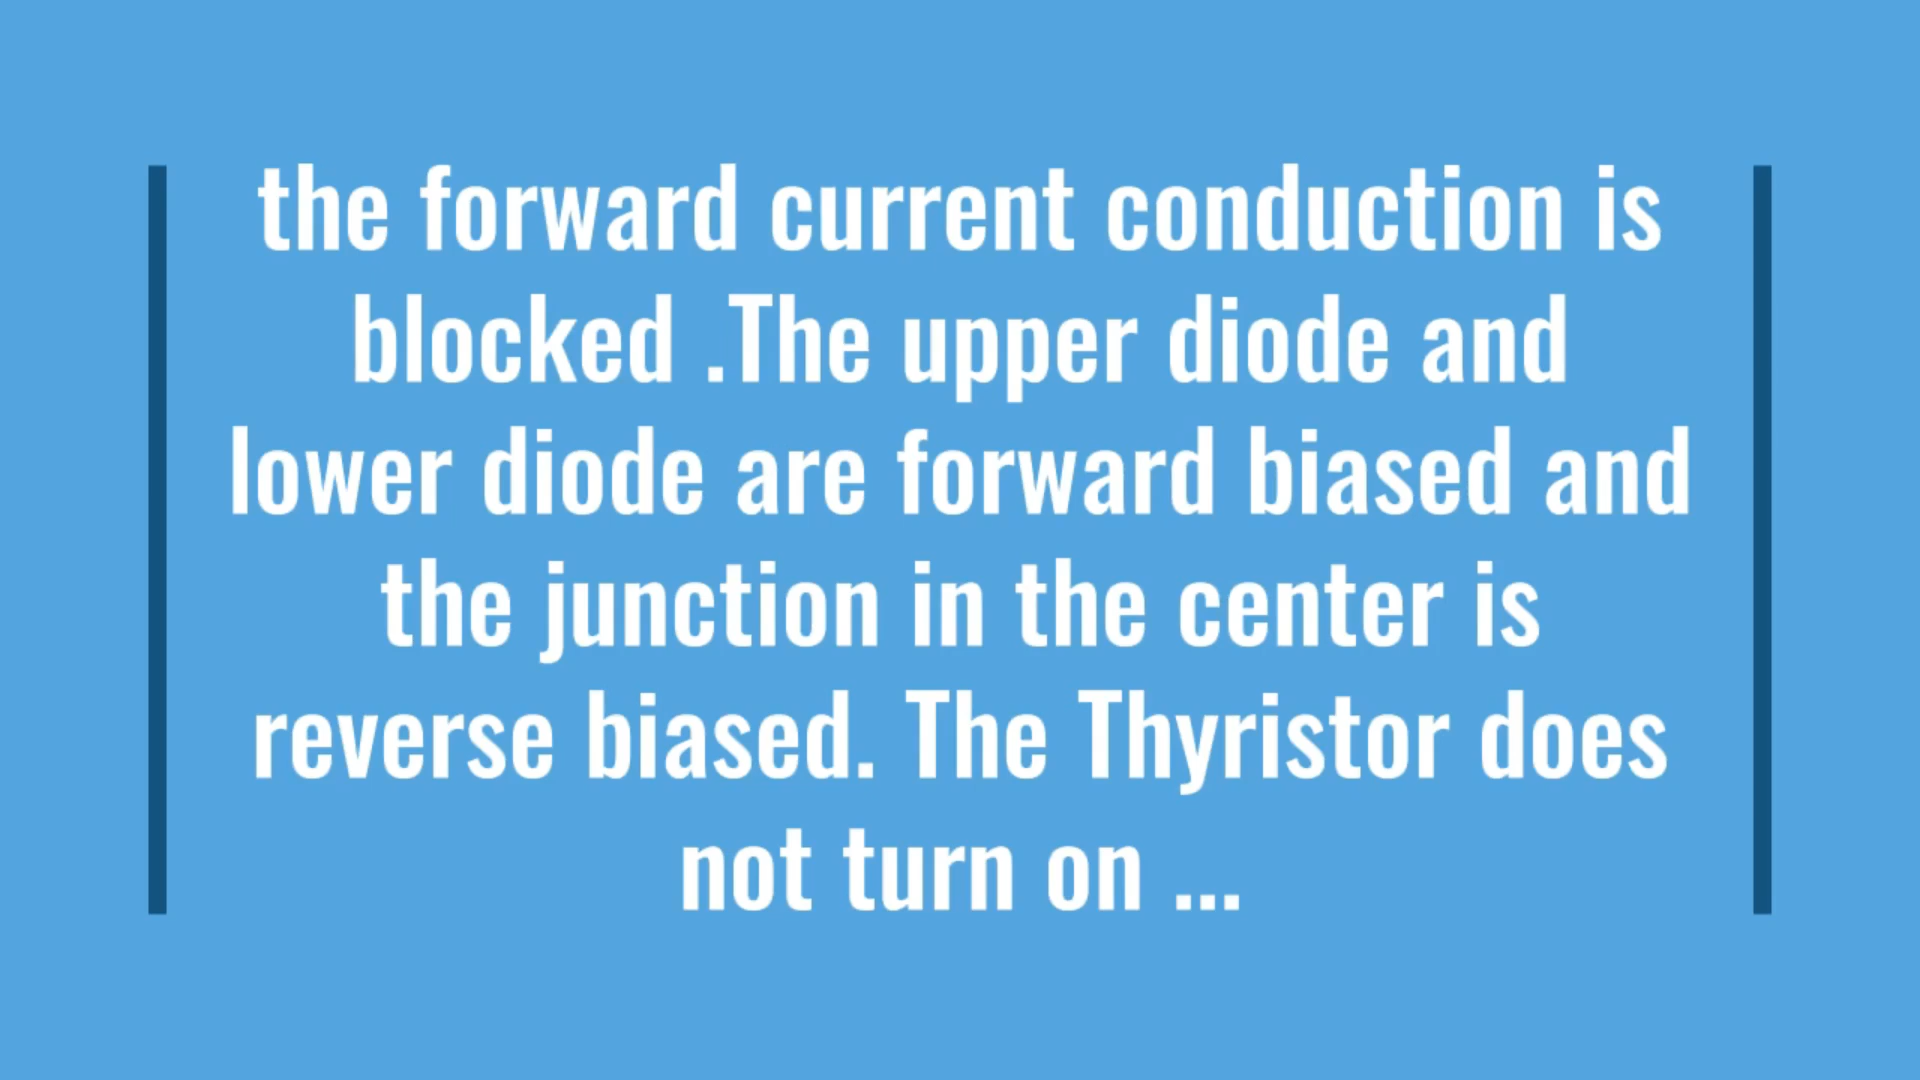 the forward current conduction is
blocked .The upper diode and
lower diode are forward biased and
the junction in the center is
reverse biased. The Thyristor does
not turn on ...